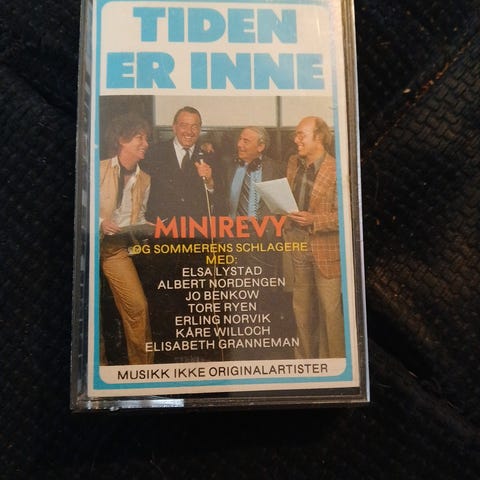 TIDEN
ER INNE
MINIREVY
OG SOMMERENS SCHLAGERE
MED:
ELSA LYSTAD
ALBERT NORDENGEN
JO BENKOW
TORE RYEN
ERLING NORVIK
KÅRE WILLOCH
ELISABETH GRANNEMAN
MUSIKK IKKE ORIGINALARTISTER